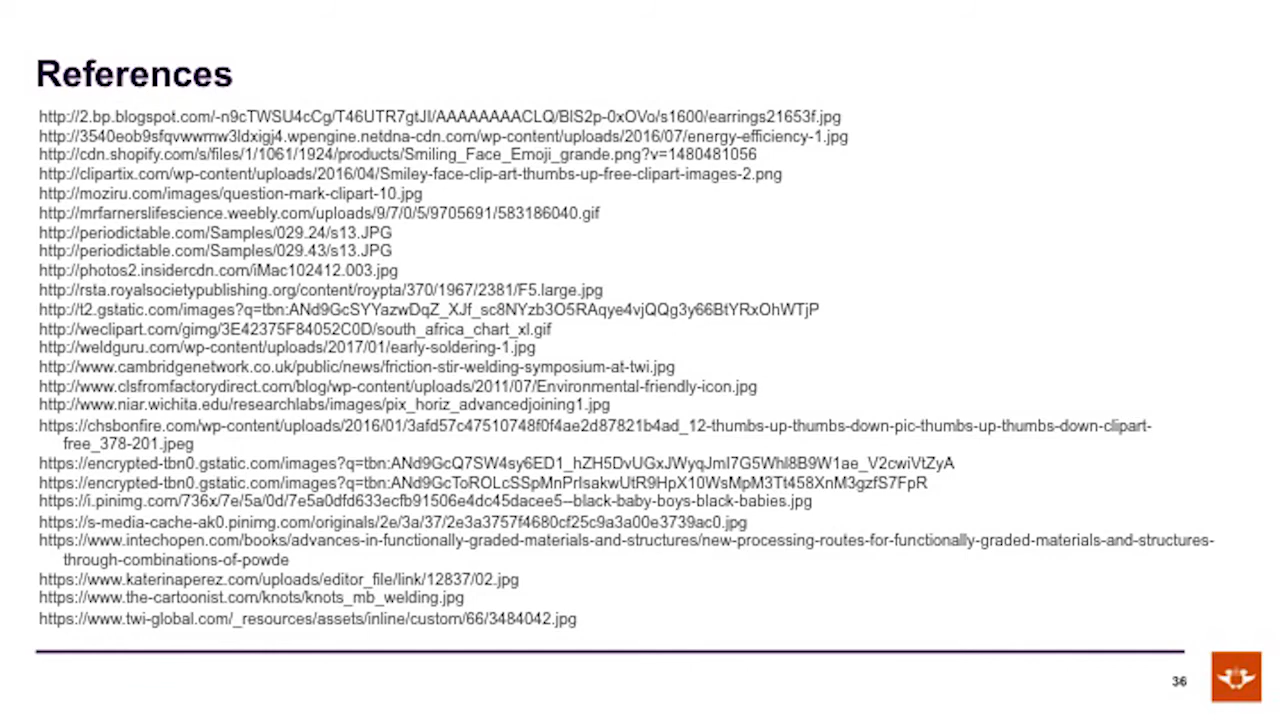 References
http://2.bp.blogspot.com/-n9cTWSU4cCg/T46UTR7gtJI/AAAAAAAACLQ/BlS2p-0xOVo/s1600/earrings21653f.jpg
http://3540eob9sfqvwwmw3ldxigj4.wpengine.netdna-cdn.com/wp-content/uploads/2016/07/energy-efficiency-1.jpg
http://cdn.shopify.com/s/files/1/1061/1924/products/Smiling_Face_Emoji_grande.png?v=1480481056
http://clipartix.com/wp-content/uploads/2016/04/Smiley-face-clip-art-thumbs-up-free-clipart-images-2.png
http://moziru.com/images/question-mark-clipart-10.jpg
http://mrfarnerslifescience.weebly.com/uploads/9/7/0/5/9705691/583186040.gif
http://periodictable.com/Samples/029.24/s13.JPG
http://periodictable.com/Samples/029.43/s13.JPG
http://photos2.insidercdn.com/iMac102412.003.jpg
http://rsta.royalsocietypublishing.org/content/roypta/370/1967/2381/F5.large.jpg
http://t2.gstatic.com/images?q=tbn:ANd9GcSYYazwDqZ_XJf_sc8NYzb3O5RAqye4vjQQg3y66BtYRxOhWTjP
http://weclipart.com/gimg/3E42375F84052C0D/south_africa_chart_xl.gif
http://weldguru.com/wp-content/uploads/2017/01/early-soldering-1.jpg
http://www.cambridgenetwork.co.uk/public/news/friction-stir-welding-symposium-at-twi.jpg
http://www.clsfromfactorydirect.com/blog/wp-content/uploads/2011/07/Environmental-friendly-icon.jpg
http://www.niar.wichita.edu/researchlabs/images/pix_horiz_advancedjoining1.jpg
https://chsbonfire.com/wp-content/uploads/2016/01/3afd57c47510748f0f4ae2d87821b4ad_12-thumbs-up-thumbs-down-pic-thumbs-up-thumbs-down-clipart-
free_378-201.jpeg
https://encrypted-tbn0.gstatic.com/images?q=tbn:ANd9GcQ7SW4sy6ED1_hZH5DvUGxJWyqJmI7G5Whl8B9W1ae_V2cwiVtZyA
https://encrypted-tbn0.gstatic.com/images?q=tbn:ANd9GcToROLcSSpMnPrIsakwUtR9HpX10WsMpM3Tt458XnM3gzfS7FpR
https://i.pinimg.com/736x/7e/5a/0d/7e5a0dfd633ecfb91506e4dc45dacee5--black-baby-boys-black-babies.jpg
https://s-media-cache-ak0.pinimg.com/originals/2e/3a/37/2e3a3757f4680cf25c9a3a00e3739ac0.jpg
https://www.intechopen.com/books/advances-in-functionally-graded-materials-and-structures/new-processing-routes-for-functionally-graded-materials-and-structures-
through-combinations-of-powde
https://www.katerinaperez.com/uploads/editor_file/link/12837/02.jpg
https://www.the-cartoonist.com/knots/knots_mb_welding.jpg
https://www.twi-global.com/_resources/assets/inline/custom/66/3484042.jpg
36